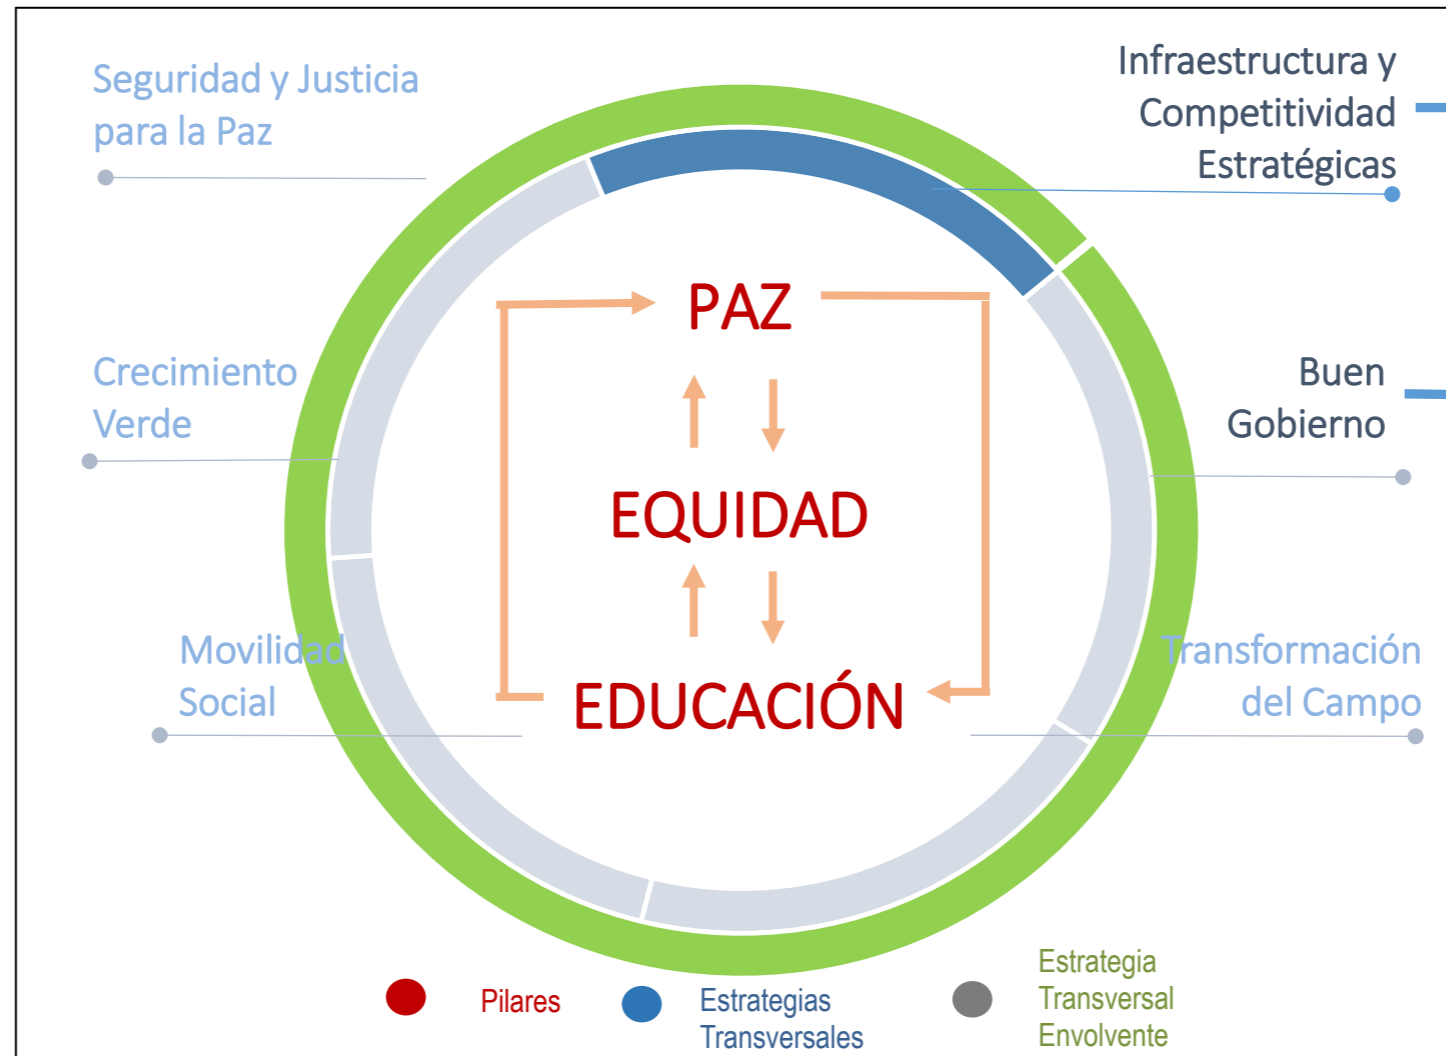 Seguridad y Justicia
para la Paz
Infraestructura y
Competitividad
Estratégicas
PAZ
Crecimiento
Verde
Buen
Gobierno
EQUIDAD
Movilidad
Social
Transformación
del Campo
EDUCACIÓN
Pilares
Estrategias
Transversales
Estrategia
Transversal
Envolvente